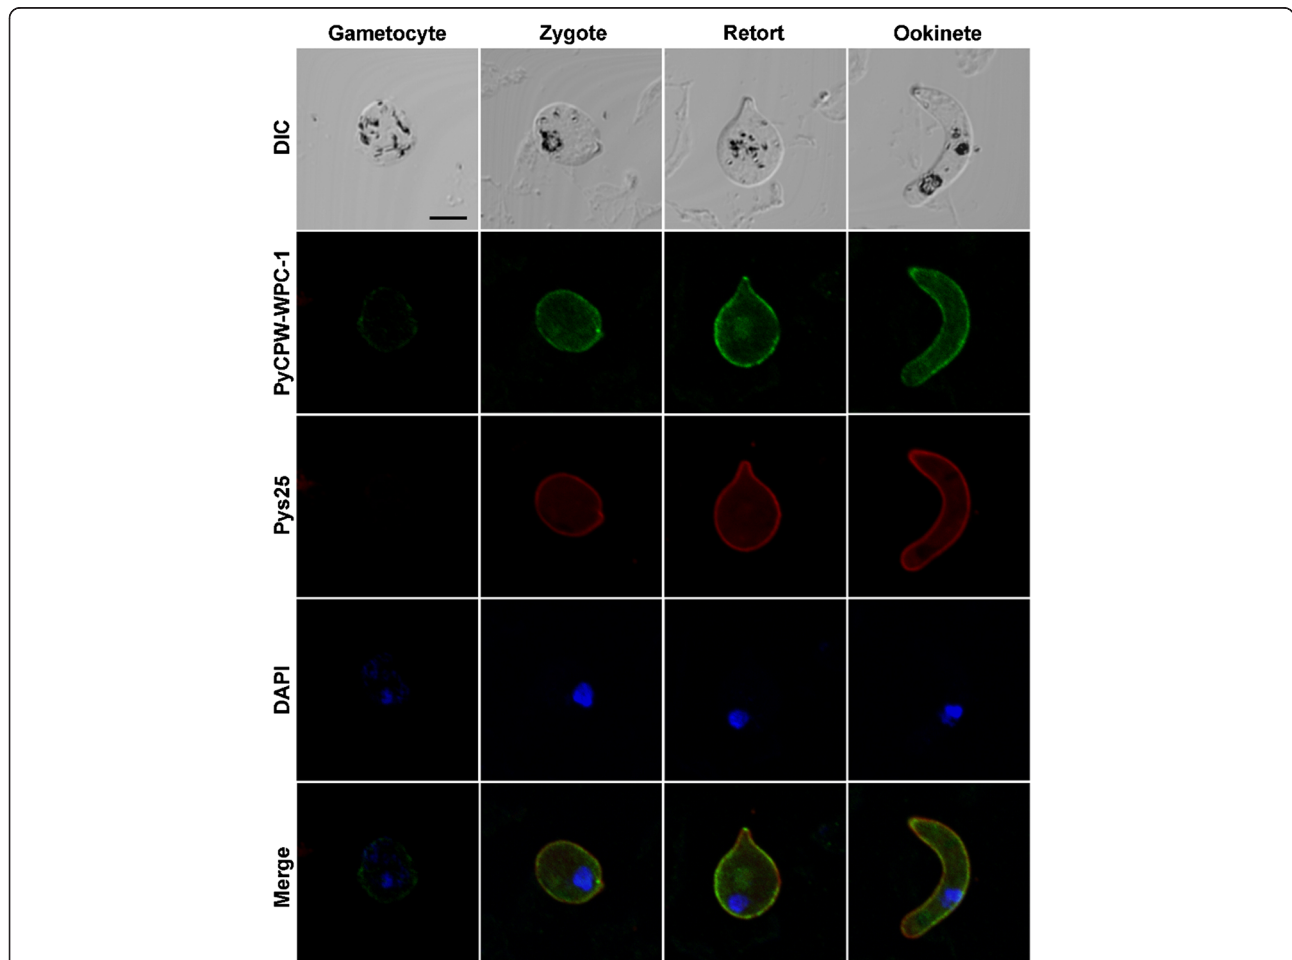 Gametocyte Zygote Retort Ookinete
DIC
PyCPW-WPC-1
Pys25
DAPI
Merge